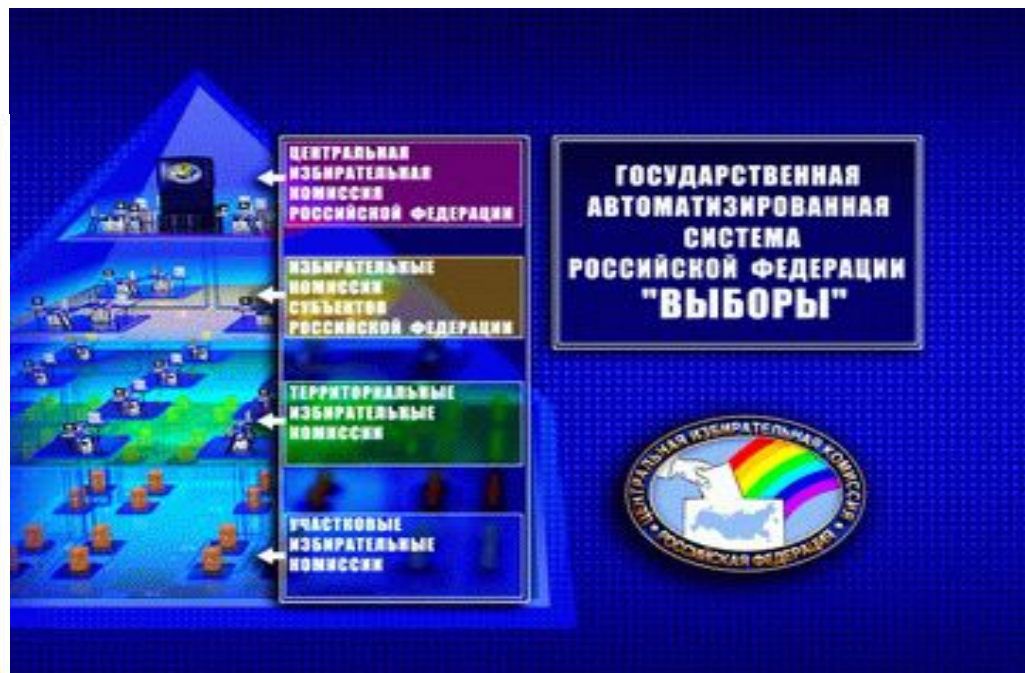 ЦЕНТРАЛЬНАЯ
ИЗБИРАТЕЛЬНАЯ
КОМИССИЯ
РОССИЙСКОЙ ФЕДЕРАЦИИ
ИЗБИРАТЕЛЬНЫЕ
КОМИССИИ
СУБЪЕКТОВ
РОССИЙСКОЙ ФЕДЕРАЦИИ
ТЕРРИТОРИАЛЬНЫЕ
ИЗБИРАТЕЛЬНЫЕ
КОМИССИИ
УЧАСТКОВЫЕ
ИЗБИРАТЕЛЬНЫЕ
КОМИССИИ
ГОСУДАРСТВЕННАЯ
АВТОМАТИЗИРОВАННАЯ
СИСТЕМА
РОССИЙСКОЙ ФЕДЕРАЦИИ
"ВЫБОРЫ"
ЦЕНТРАЛЬНАЯ ИЗБИРАТЕЛЬНАЯ КОМИССИЯ
РОССИЙСКАЯ ФЕДЕРАЦИЯ